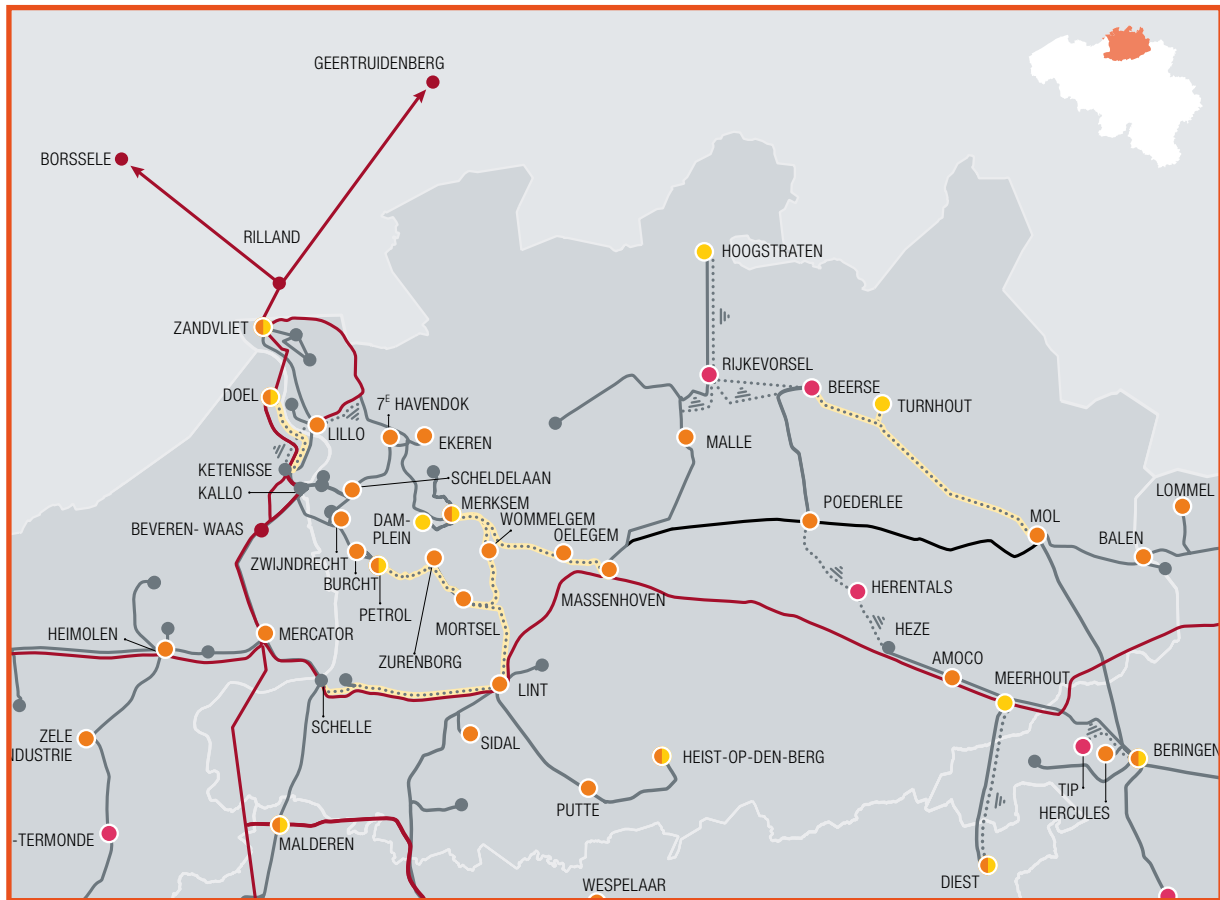 GEERTRUIDENBERG
BORSSELE
RILLAND
HOOGSTRATEN
ZANDVLIET
RIJKEVORSEL
BEERSE
DOEL
TURNHOUT
7E HAVENDOK
LILLO
EKEREN
MALLE
KETENISSE
SCHELDELAAN
KALLO
LOMMEL
MERKSEM
POEDERLEE
MOL
BEVEREN- WAAS
DAM-
PLEIN
WOMMELGEM
OELEGEM
BALEN
ZWIJNDRECHT
BURCHT
PETROL
MASSENHOVEN
HERENTALS
MORTSEL
HEIMOLEN
MERCATOR
HEZE
ZURENBORG
AMOCO
MEERHOUT
LINT
SCHELLE
ZELE
NDUSTRIE
SIDAL
HEIST-OP-DEN-BERG
BERINGEN
TIP
HERCULES
PUTTE
-TERMONDE
MALDEREN
DIEST
WESPELAAR